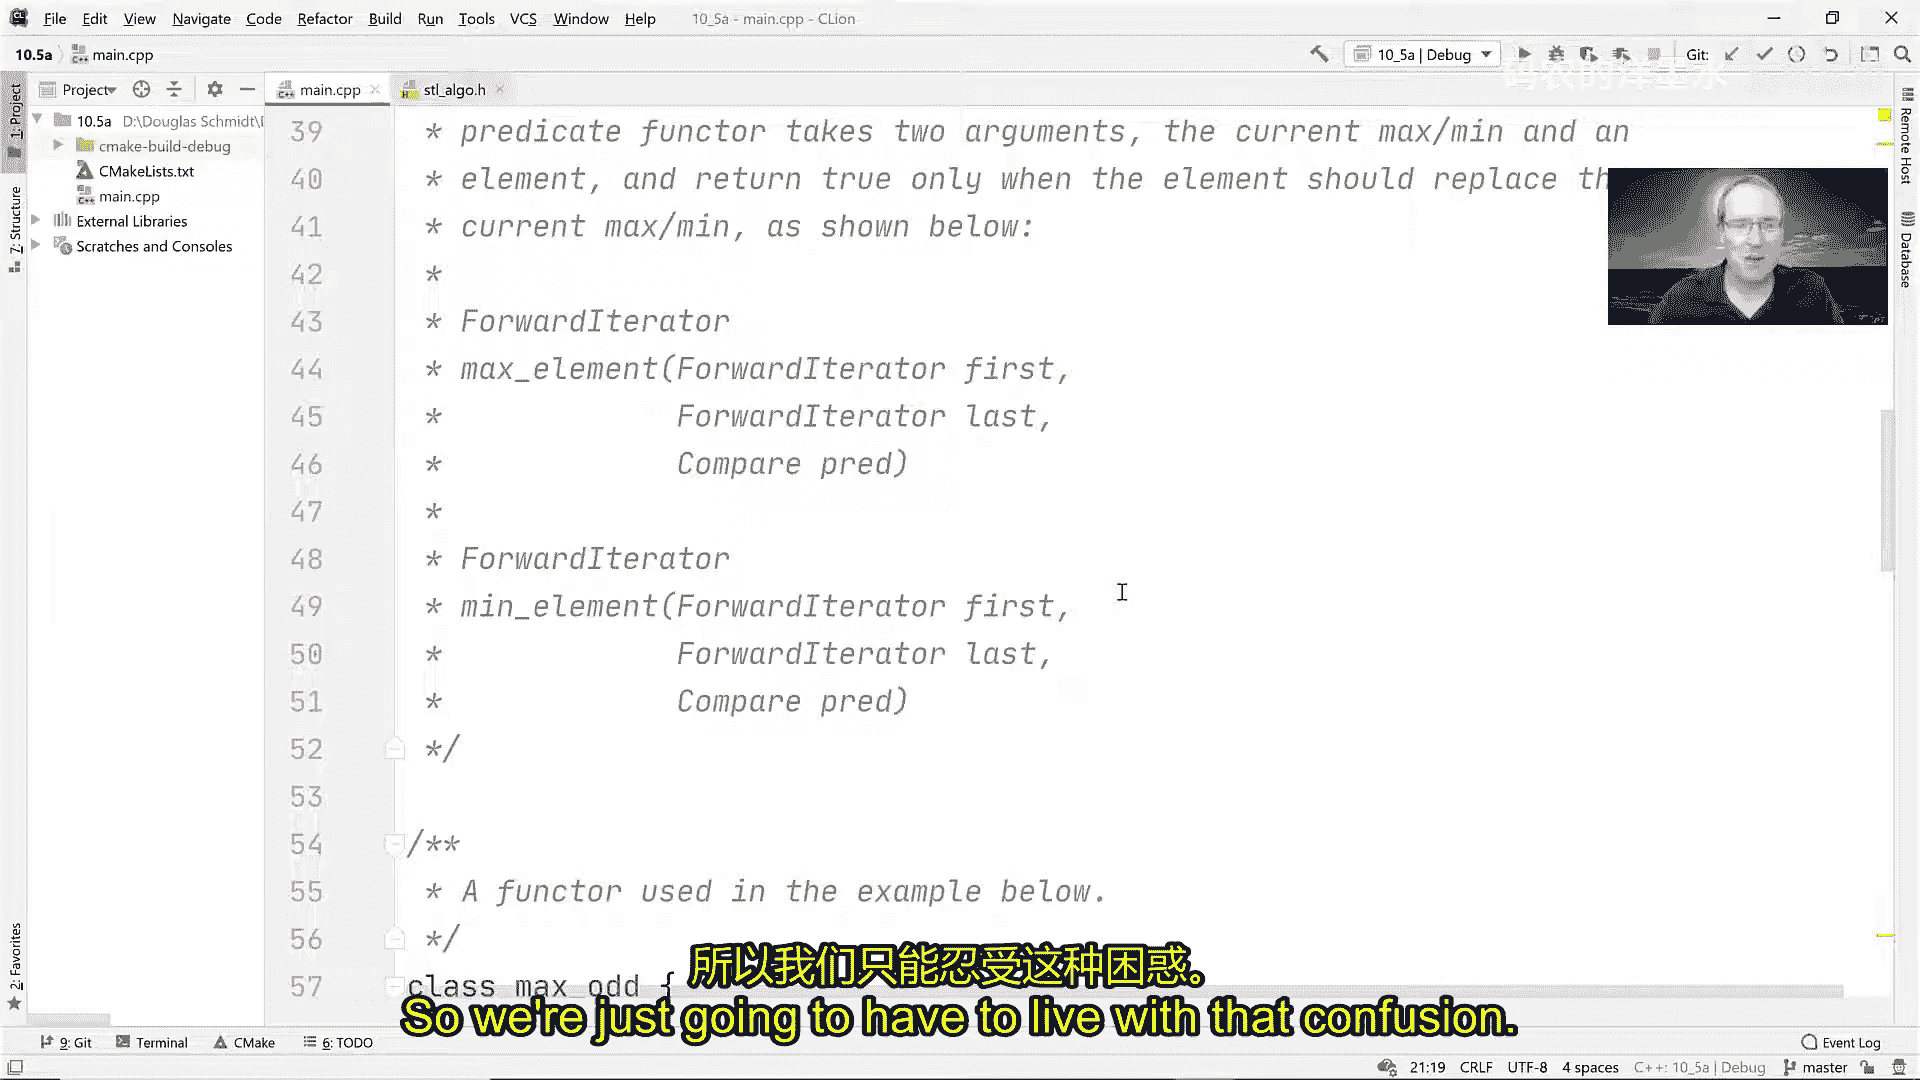 File Edit View Navigate Code Refactor Build Run Tools VCS Window Help 10_5a - main.cpp - CLion
10.5a main.cpp 10_5a | Debug Git:
Project main.cpp stl_algo.h
1: Project
7: Structure
2: Favorites
10.5a D:\Douglas Schmidt\
cmake-build-debug
CMakeLists.txt
main.cpp
External Libraries
Scratches and Consoles
39 * predicate functor takes two arguments, the current max/min and an
40 * element, and return true only when the element should replace th
41 * current max/min, as shown below:
42 *
43 * ForwardIterator
44 * max_element(ForwardIterator first,
45 * ForwardIterator last,
46 * Compare pred)
47 *
48 * ForwardIterator
49 * min_element(ForwardIterator first,
50 * ForwardIterator last,
51 * Compare pred)
52 */
53
54 /**
55 * A functor used in the example below.
56 */
57 class max_odd {
Remote Host
Database
所以我们只能忍受这种困惑。
So we're just going to have to live with that confusion.
9: Git Terminal CMake 6: TODO Event Log
21:19 CRLF UTF-8 4 spaces C++: 10_5a | Debug master